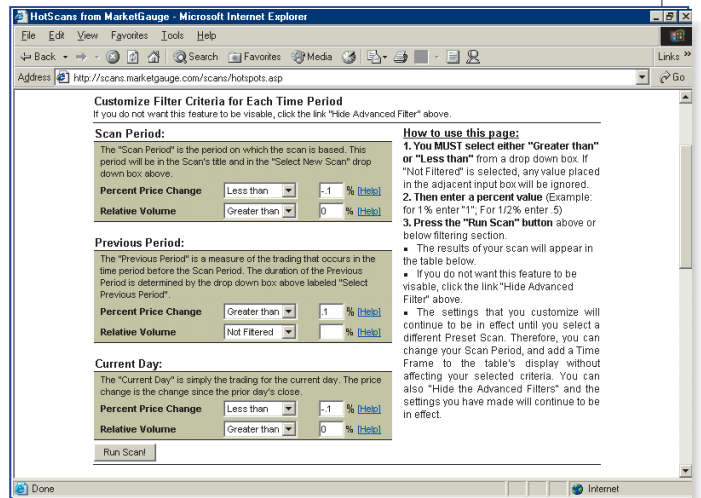 HotScans from MarketGauge - Microsoft Internet Explorer
File Edit View Favorites Tools Help
Back Search Favorites Media Links »
Address http://scans.marketgauge.com/scans/hotspots.asp Go
Customize Filter Criteria for Each Time Period
If you do not want this feature to be visable, click the link "Hide Advanced Filter" above.
Scan Period:
The "Scan Period" is the period on which the scan is based. This
period will be in the Scan's title and in the "Select New Scan" drop
down box above.
Percent Price Change Less than -.1 % [Help]
Relative Volume Greater than 0 % [Help]
Previous Period:
The "Previous Period" is a measure of the trading that occurs in the
time period before the Scan Period. The duration of the Previous
Period is determined by the drop down box above labeled "Select
Previous Period".
Percent Price Change Greater than .1 % [Help]
Relative Volume Not Filtered % [Help]
Current Day:
The "Current Day" is simply the trading for the current day. The price
change is the change since the prior day's close.
Percent Price Change Less than -.1 % [Help]
Relative Volume Greater than 0 % [Help]
Run Scan!
How to use this page:
1. You MUST select either "Greater than"
or "Less than" from a drop down box. If
"Not Filtered" is selected, any value placed
in the adjacent input box will be ignored.
2. Then enter a percent value (Example:
for 1% enter "1"; For 1/2% enter .5)
3. Press the "Run Scan" button above or
below filtering section.
▪ The results of your scan will appear in
the table below.
▪ If you do not want this feature to be
visable, click the link "Hide Advanced
Filter" above.
▪ The settings that you customize will
continue to be in effect until you select a
different Preset Scan. Therefore, you can
change your Scan Period, and add a Time
Frame to the table's display without
affecting your selected criteria. You can
also "Hide the Advanced Filters" and the
settings you have made will continue to be
in effect.
Done Internet